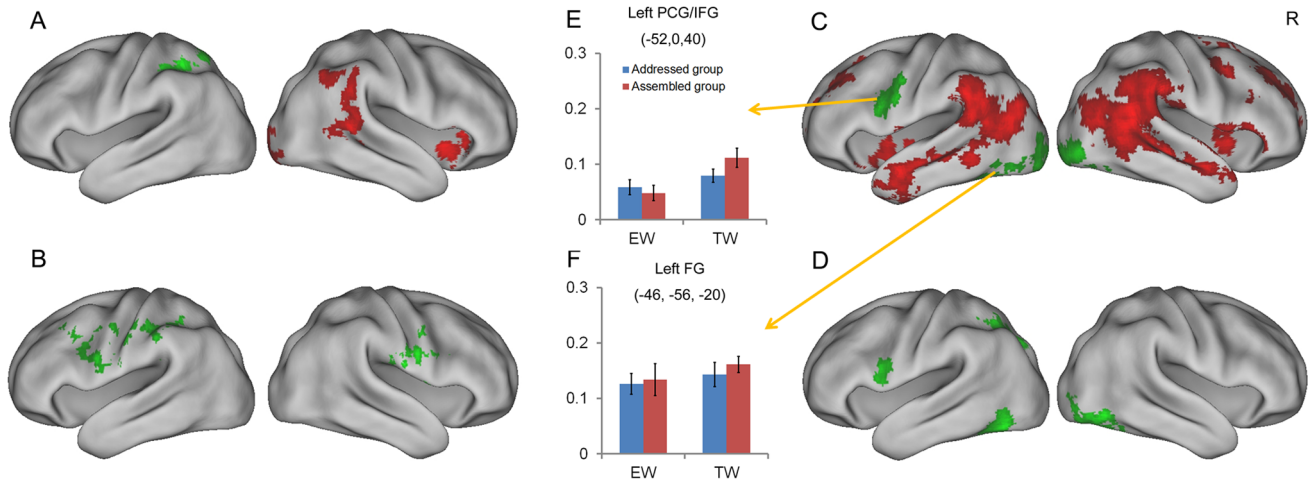 A
E
Left PCG/IFG
(-52,0,40)
0.3
0.2
0.1
0
Addressed group
Assembled group
EW
TW
C
R
B
F
Left FG
(-46, -56, -20)
0.3
0.2
0.1
0
EW
TW
D